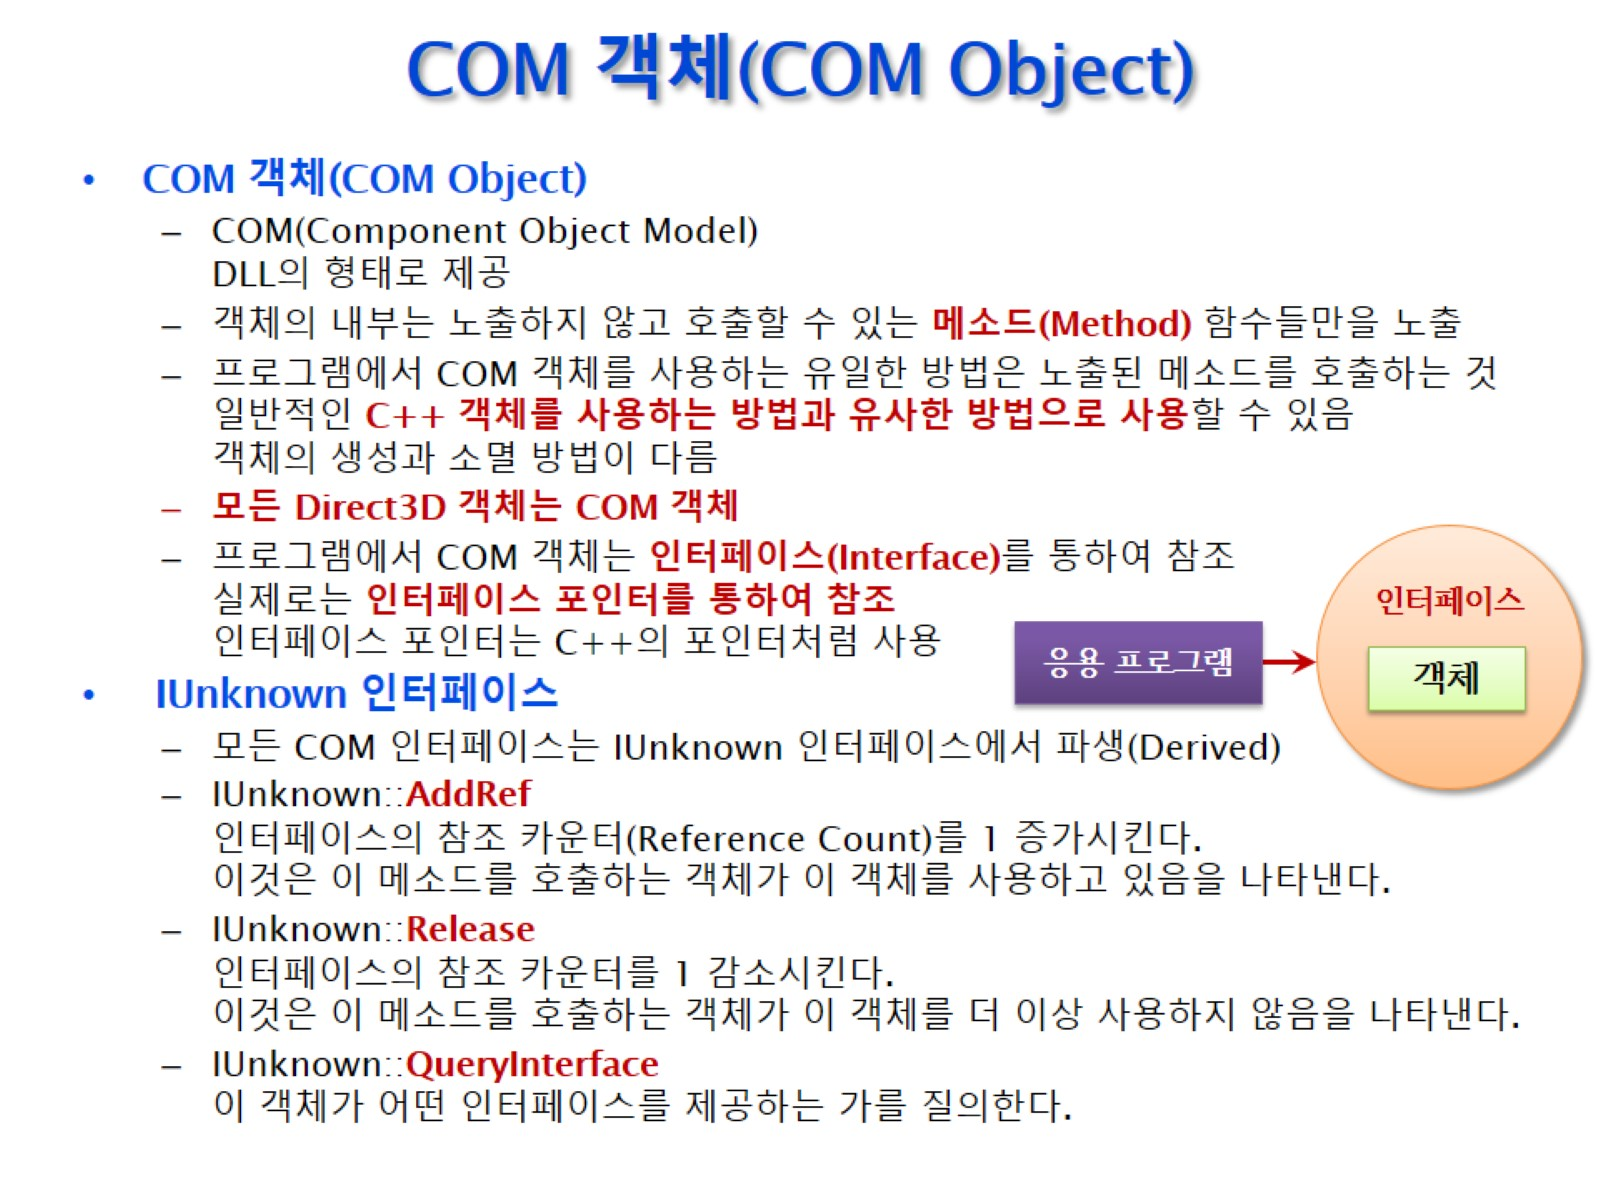 COM 객체(COM Object)
• COM 객체(COM Object)
– COM(Component Object Model)
DLL의 형태로 제공
– 객체의 내부는 노출하지 않고 호출할 수 있는 메소드(Method) 함수들만을 노출
– 프로그램에서 COM 객체를 사용하는 유일한 방법은 노출된 메소드를 호출하는 것
일반적인 C++ 객체를 사용하는 방법과 유사한 방법으로 사용할 수 있음
객체의 생성과 소멸 방법이 다름
– 모든 Direct3D 객체는 COM 객체
– 프로그램에서 COM 객체는 인터페이스(Interface)를 통하여 참조
실제로는 인터페이스 포인터를 통하여 참조
인터페이스 포인터는 C++의 포인터처럼 사용
응용 프로그램
인터페이스
객체
• IUnknown 인터페이스
– 모든 COM 인터페이스는 IUnknown 인터페이스에서 파생(Derived)
– IUnknown::AddRef
인터페이스의 참조 카운터(Reference Count)를 1 증가시킨다.
이것은 이 메소드를 호출하는 객체가 이 객체를 사용하고 있음을 나타낸다.
– IUnknown::Release
인터페이스의 참조 카운터를 1 감소시킨다.
이것은 이 메소드를 호출하는 객체가 이 객체를 더 이상 사용하지 않음을 나타낸다.
– IUnknown::QueryInterface
이 객체가 어떤 인터페이스를 제공하는 가를 질의한다.